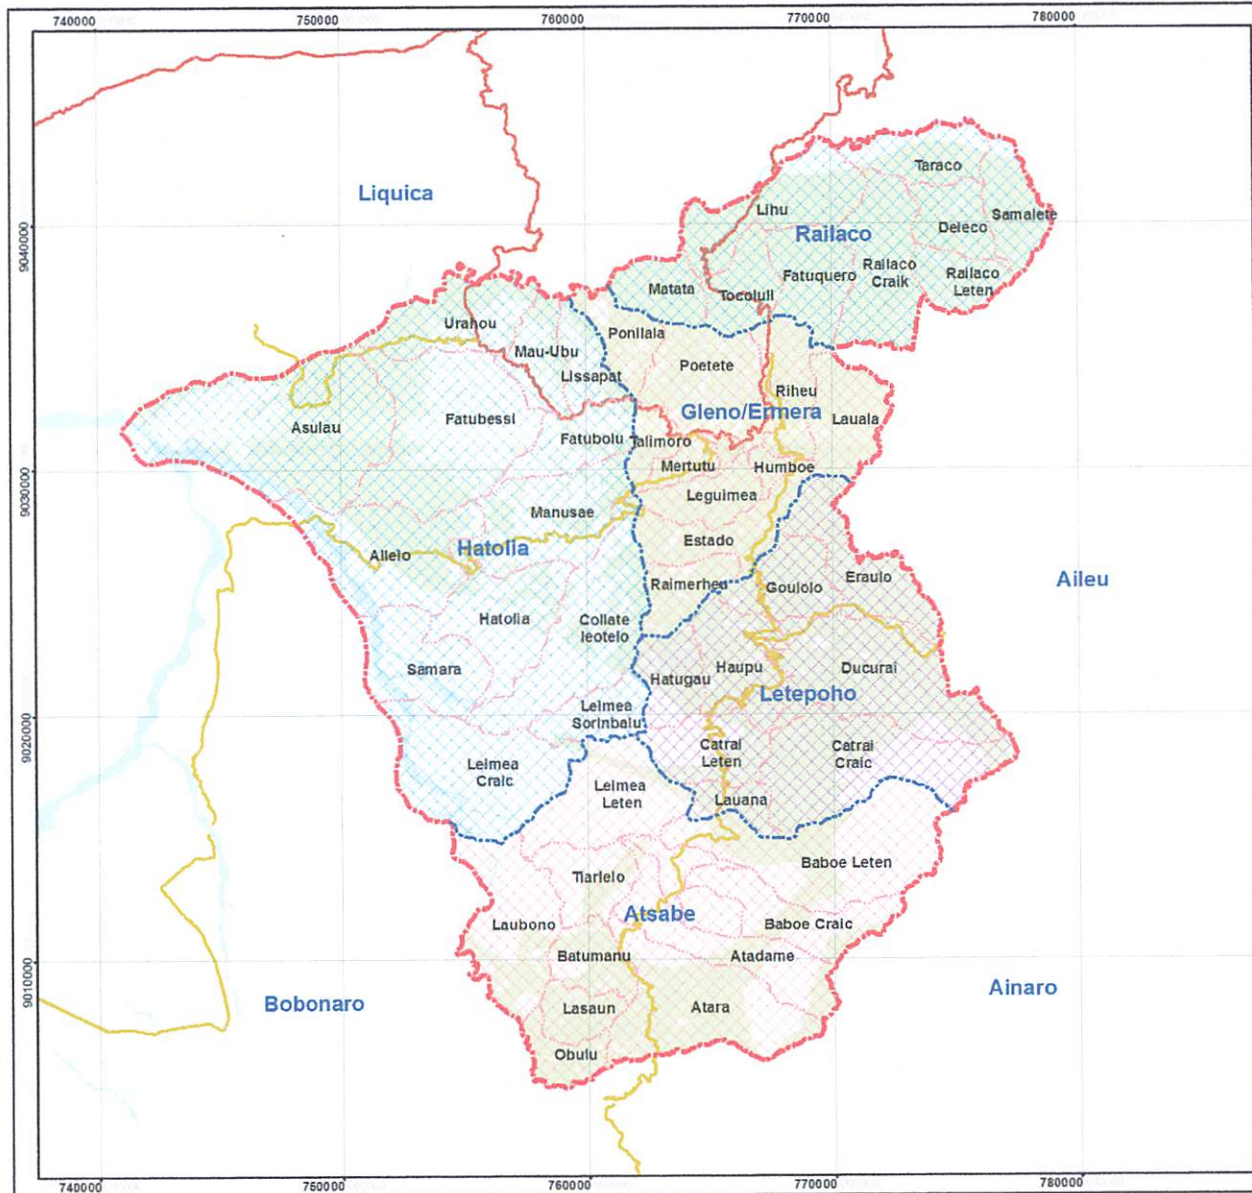 740000
750000
760000
770000
780000
Liquica
Taraco
Lihu
Samalete
Railaco
Deleco
9040000
Fatuquero
Railaco
Craik
Railaco
Leten
Matata
Tocoluli
Urahou
Ponilala
Mau-Ubu
Lissapat
Poetete
Riheu
Gleno/Ermera
Lauala
Asulau
Fatubessi
Fatubolu
Talimoro
Mertutu
Humboe
9030000
Leguimea
Manusae
Estado
Ailelo
Hatolia
Raimerheu
Goulolo
Eraulo
Aileu
Hatolia
Collate
leotelo
Samara
Hatugau
Haupu
Ducurai
Letepoho
9020000
Leimea
Sorinbalu
Catrai
Leten
Catrai
Craic
Leimea
Craic
Leimea
Leten
Lauana
Tiarlelo
Baboe Leten
Atsabe
Laubono
Baboe Craic
Batumanu
Atadame
9010000
Bobonaro
Ainaro
Lasaun
Atara
Obulu
740000
750000
760000
770000
780000